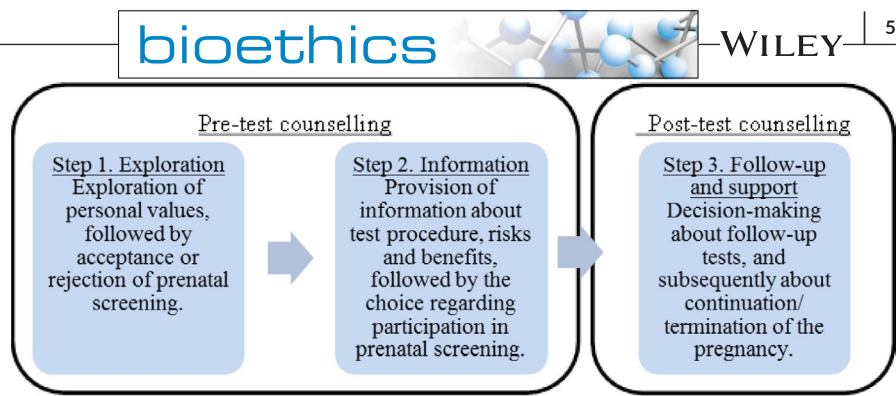 bioethics
WILEY
5
Pre-test counselling
Step 1. Exploration
Exploration of
personal values,
followed by
acceptance or
rejection of prenatal
screening.
Step 2. Information
Provision of
information about
test procedure, risks
and benefits,
followed by the
choice regarding
participation in
prenatal screening.
Post-test counselling
Step 3. Follow-up
and support
Decision-making
about follow-up
tests, and
subsequently about
continuation/
termination of the
pregnancy.